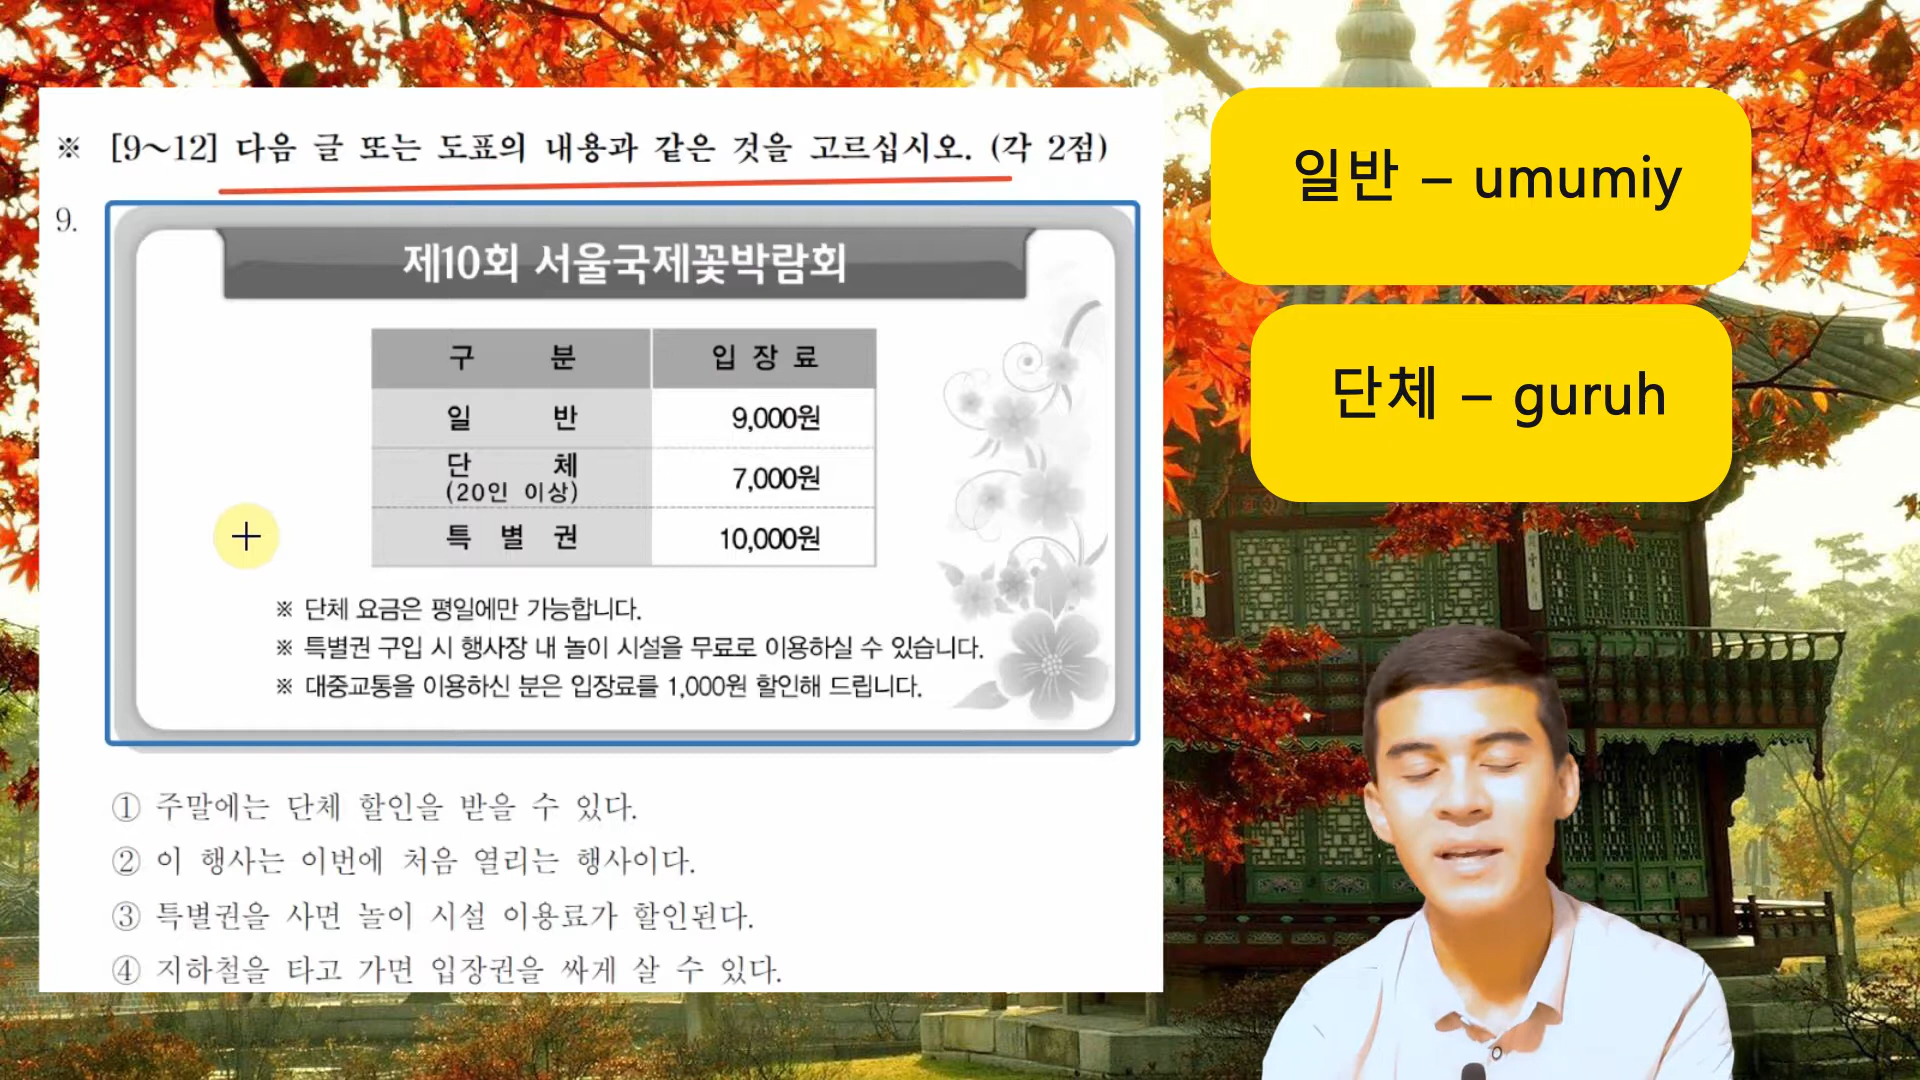 ※ [9～12] 다음 글 또는 도표의 내용과 같은 것을 고르십시오. (각 2점)
9.
제10회 서울국제꽃박람회
구 분 입 장 료
일 반 9,000원
단 체 7,000원
(20인 이상)
특 별 권 10,000원
※ 단체 요금은 평일에만 가능합니다.
※ 특별권 구입 시 행사장 내 놀이 시설을 무료로 이용하실 수 있습니다.
※ 대중교통을 이용하신 분은 입장료를 1,000원 할인해 드립니다.
① 주말에는 단체 할인을 받을 수 있다.
② 이 행사는 이번에 처음 열리는 행사이다.
③ 특별권을 사면 놀이 시설 이용료가 할인된다.
④ 지하철을 타고 가면 입장권을 싸게 살 수 있다.
일반 – umumiy
단체 – guruh